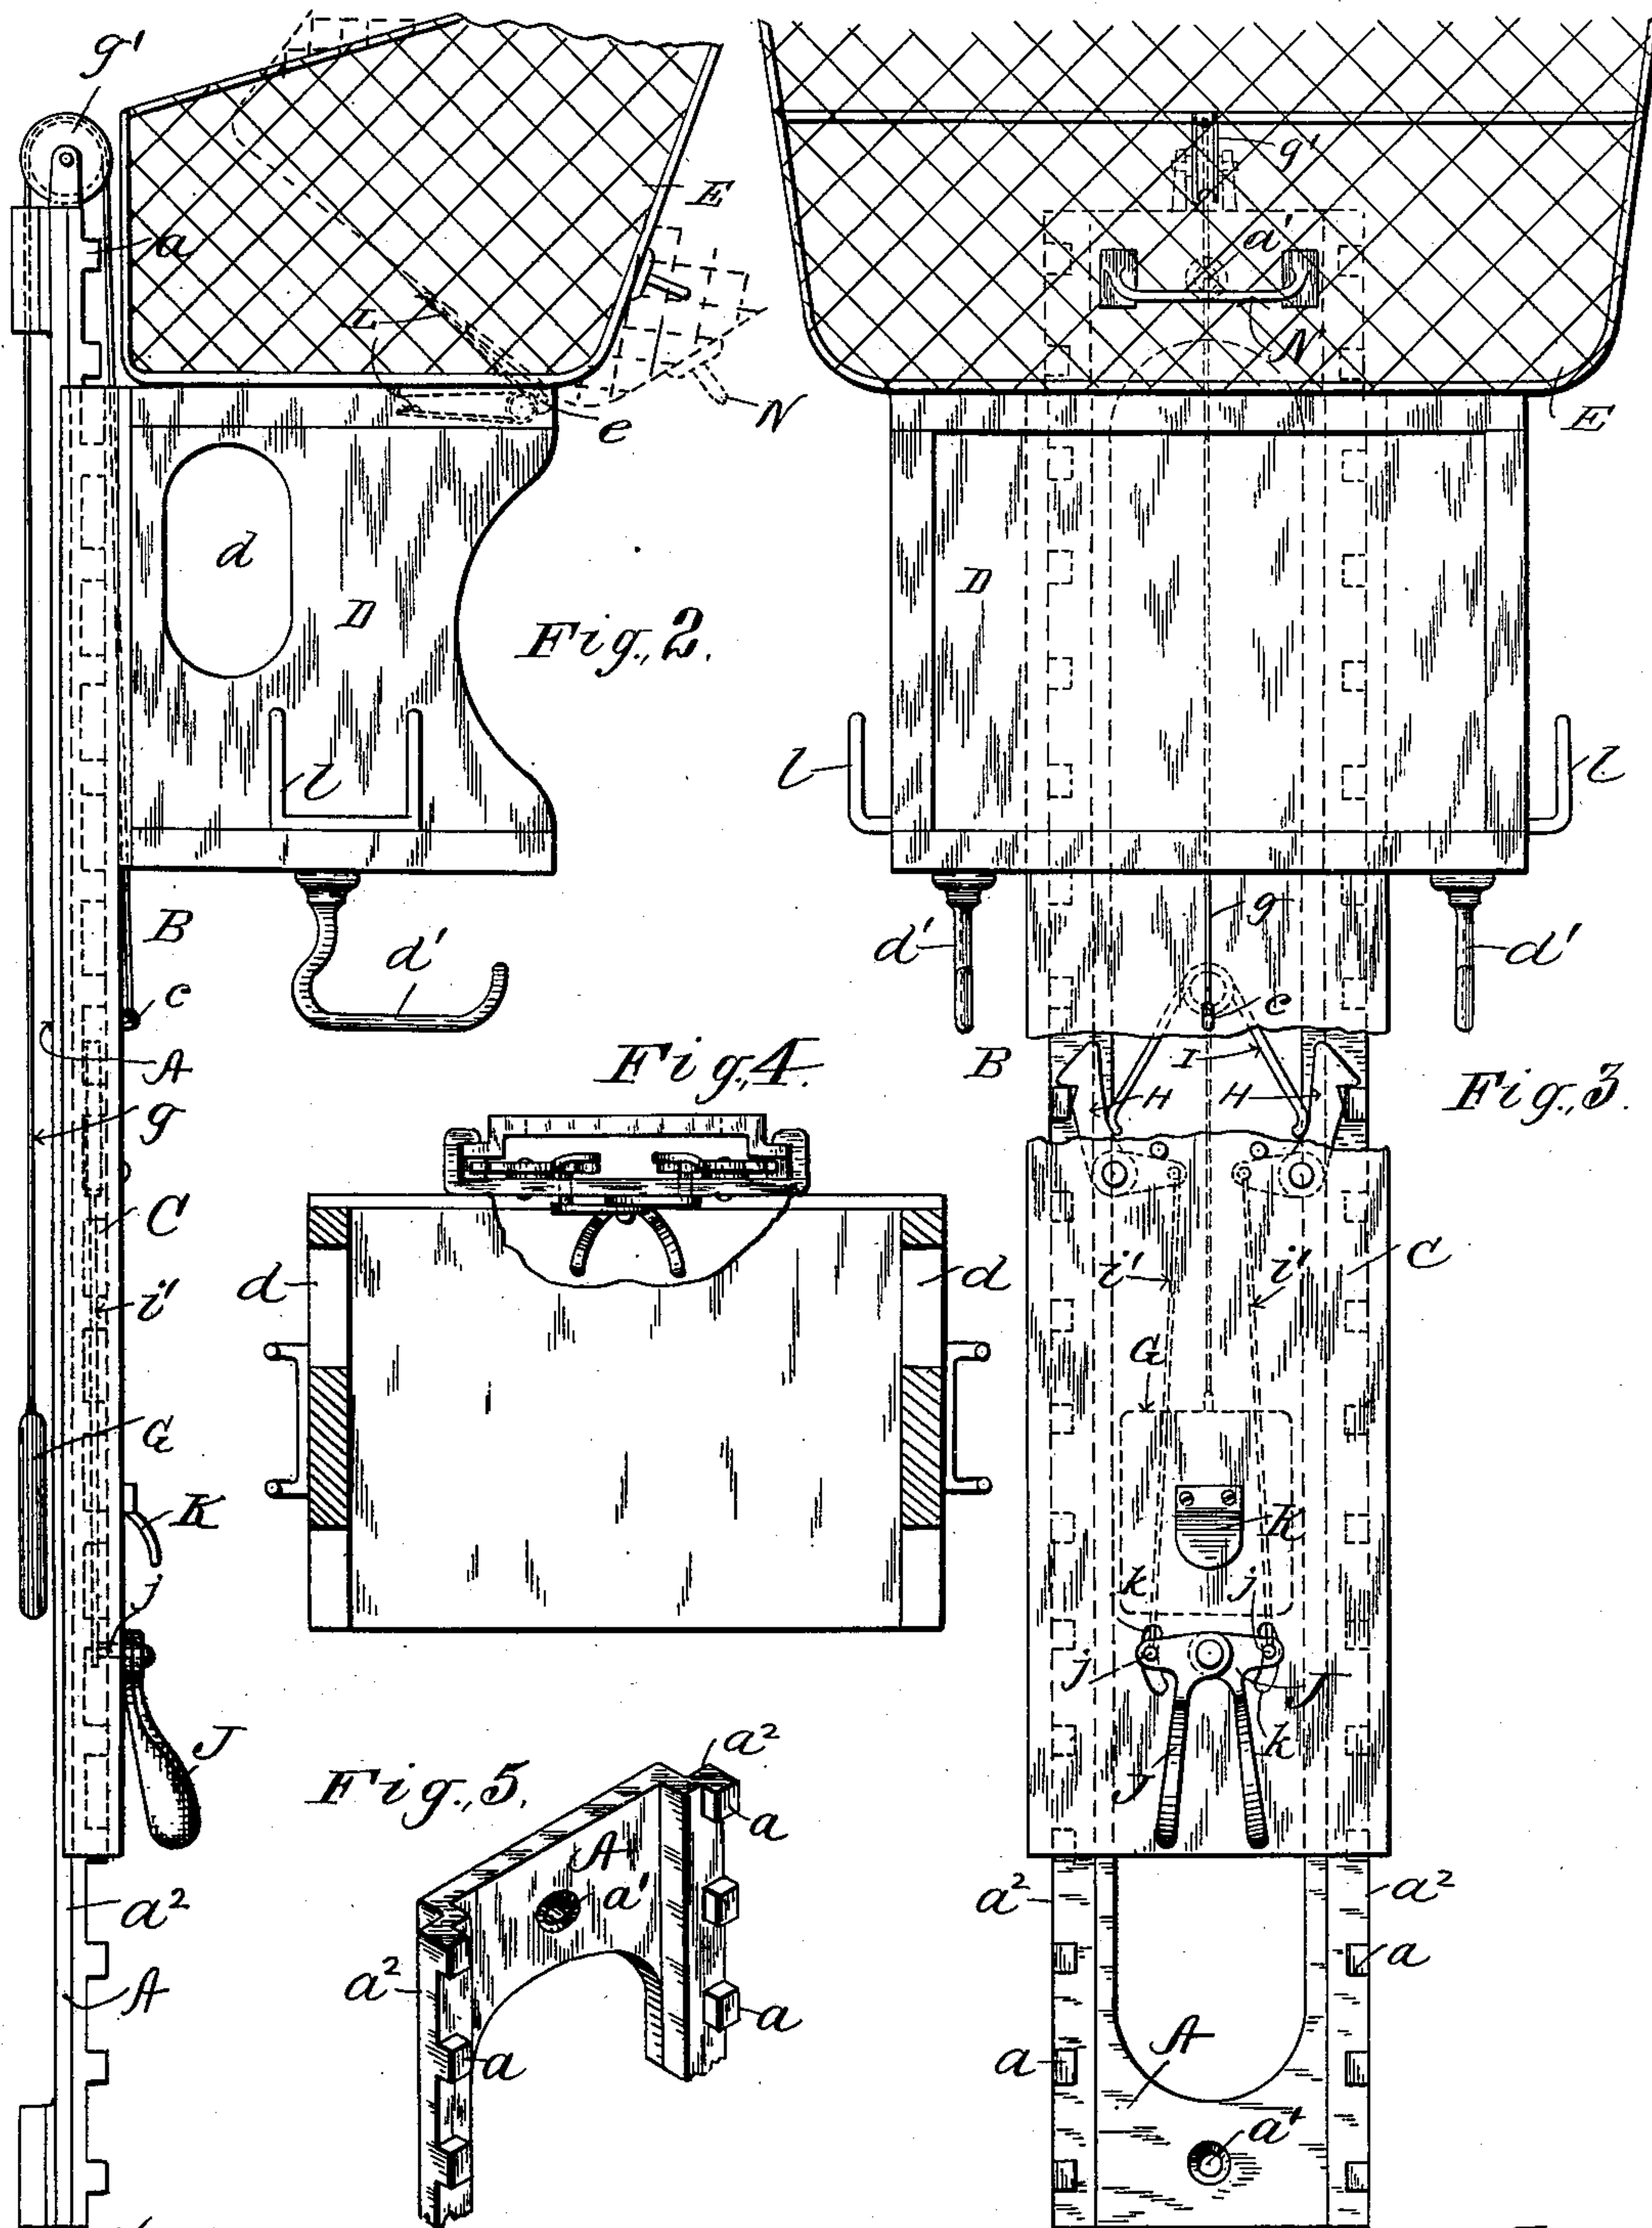 g'
a
E
L
N
e
d
D
Fig. 2.
l
B
d'
c
A
g
C
i'
G
K
j
J
a²
A
g'
a'
N
E
D
l
l
g
d'
d'
c
B
I
H
H
Fig. 3.
C
i'
i'
G
K
k
j
j
J
k
J
a²
a²
a
A
a
a'
Fig. 4.
d
d
Fig. 5.
a²
a
A
a'
a²
a
a